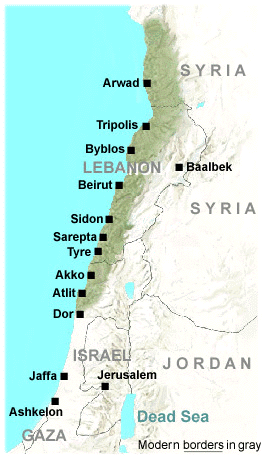 SYRIA
Arwad
Tripolis
Byblos
LEBANON
Baalbek
Beirut
SYRIA
Sidon
Sarepta
Tyre
Akko
Atlit
Dor
ISRAEL
JORDAN
Jaffa
Jerusalem
Ashkelon
Dead Sea
GAZA
Modern borders in gray